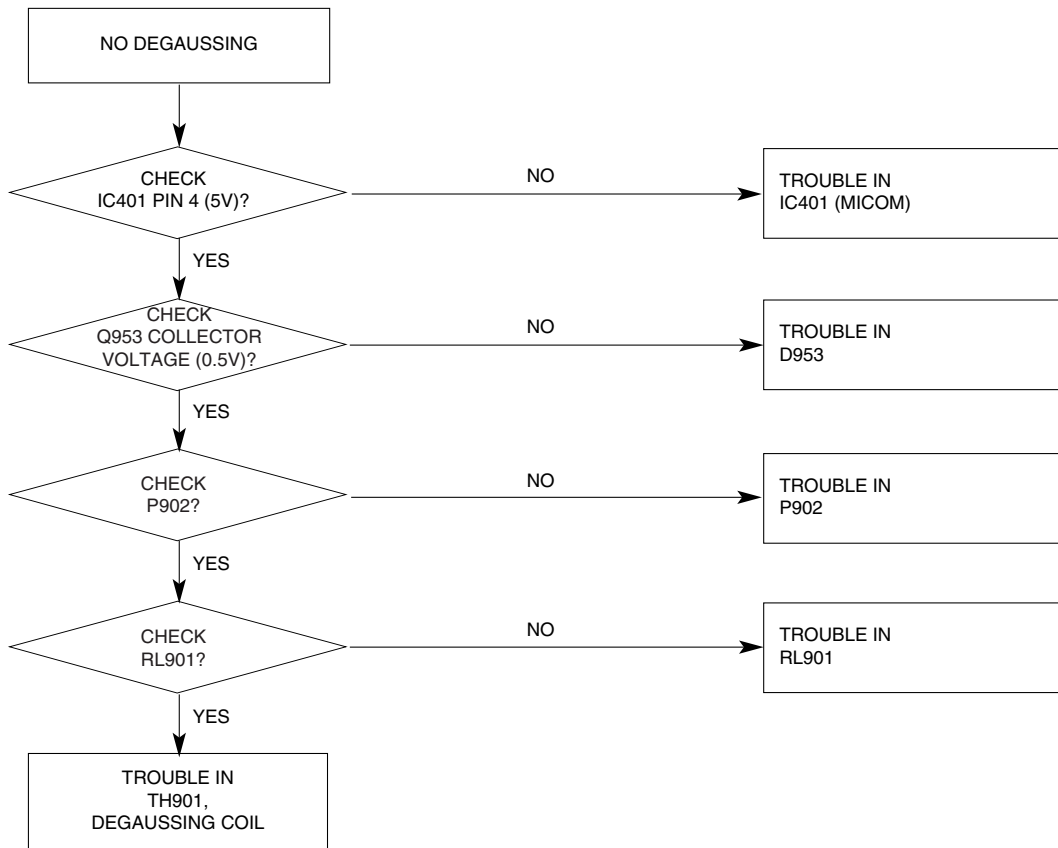 NO DEGAUSSING
CHECK
IC401 PIN 4 (5V)?
NO
TROUBLE IN
IC401 (MICOM)
YES
CHECK
Q953 COLLECTOR
VOLTAGE (0.5V)?
NO
TROUBLE IN
D953
YES
CHECK
P902?
NO
TROUBLE IN
P902
YES
CHECK
RL901?
NO
TROUBLE IN
RL901
YES
TROUBLE IN
TH901,
DEGAUSSING COIL